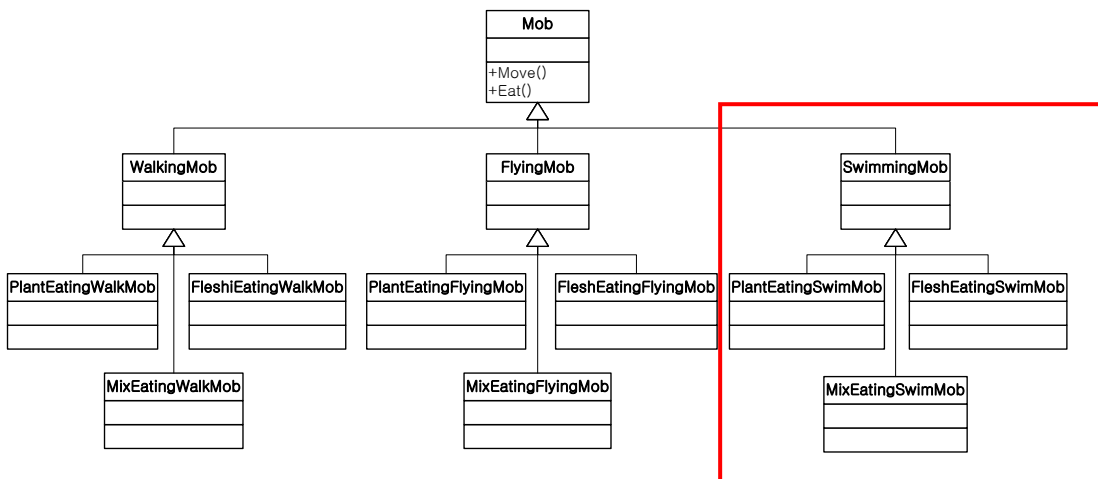 Mob
+Move()
+Eat()
WalkingMob
FlyingMob
SwimmingMob
PlantEatingWalkMob
FleshiEatingWalkMob
PlantEatingFlyingMob
FleshEatingFlyingMob
PlantEatingSwimMob
FleshEatingSwimMob
MixEatingWalkMob
MixEatingFlyingMob
MixEatingSwimMob